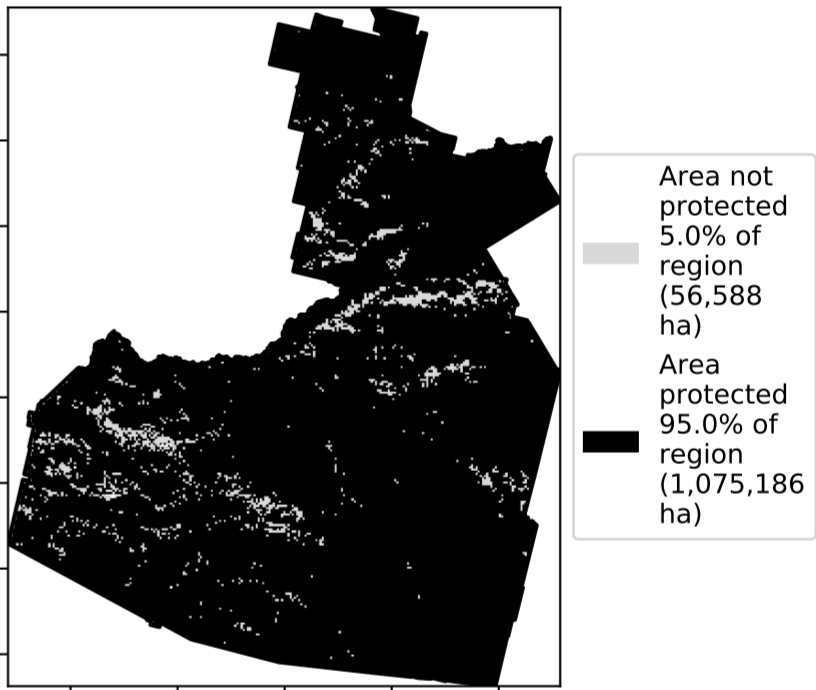 Area not
protected
5.0% of
region
(56,588
ha)
Area
protected
95.0% of
region
(1,075,186
ha)